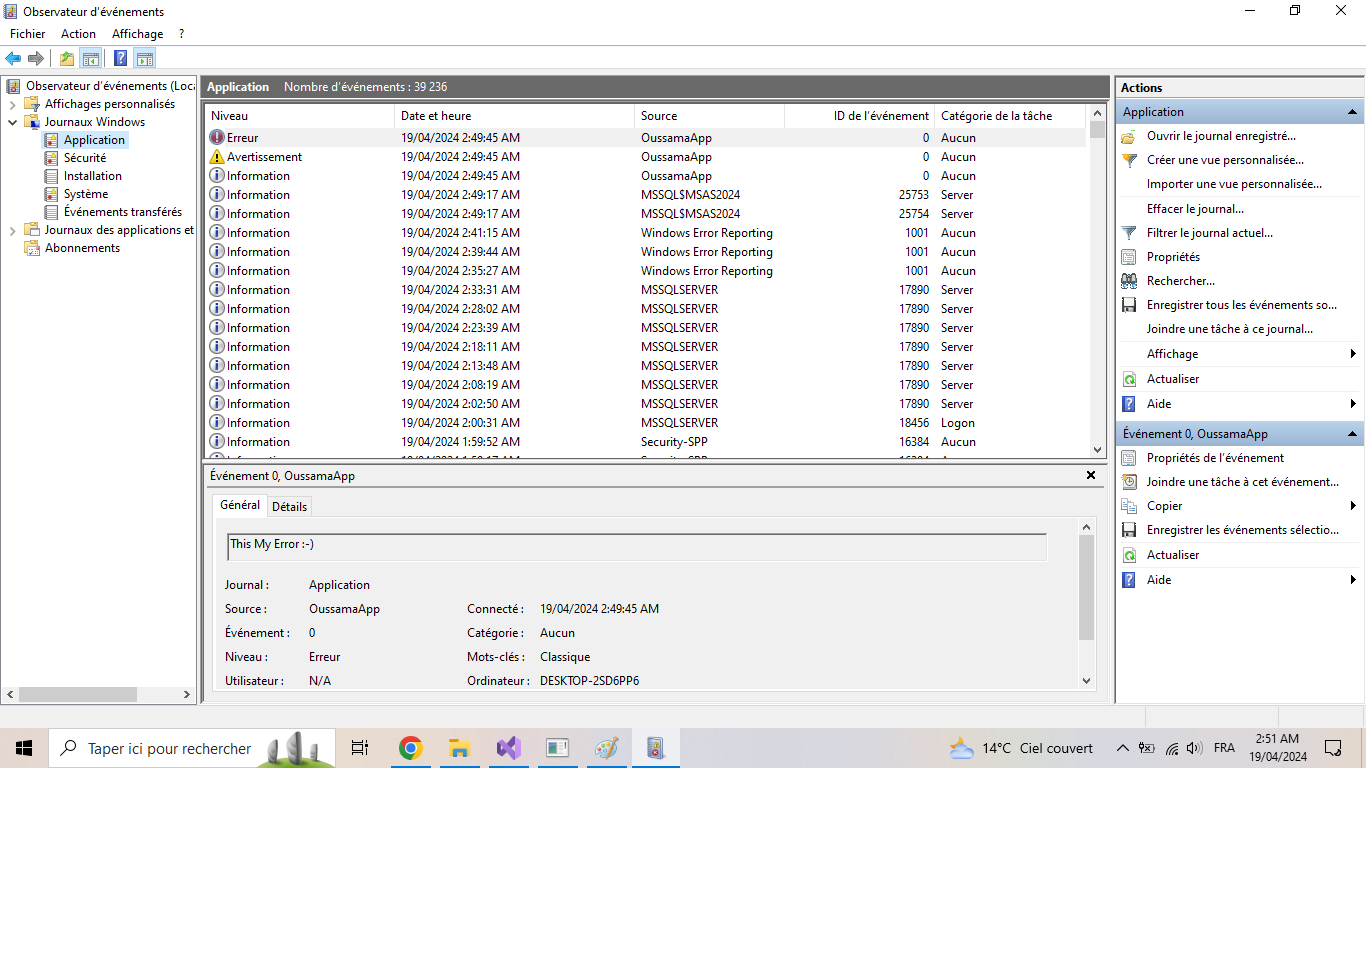 Observateur d'événements
Fichier Action Affichage ?
Observateur d'événements (Loca
Affichages personnalisés
Journaux Windows
Application
Sécurité
Installation
Système
Événements transférés
Journaux des applications et
Abonnements
Application Nombre d'événements : 39 236
Niveau Date et heure Source ID de l'événement Catégorie de la tâche
Erreur 19/04/2024 2:49:45 AM OussamaApp 0 Aucun
Avertissement 19/04/2024 2:49:45 AM OussamaApp 0 Aucun
Information 19/04/2024 2:49:45 AM OussamaApp 0 Aucun
Information 19/04/2024 2:49:17 AM MSSQL$MSAS2024 25753 Server
Information 19/04/2024 2:49:17 AM MSSQL$MSAS2024 25754 Server
Information 19/04/2024 2:41:15 AM Windows Error Reporting 1001 Aucun
Information 19/04/2024 2:39:44 AM Windows Error Reporting 1001 Aucun
Information 19/04/2024 2:35:27 AM Windows Error Reporting 1001 Aucun
Information 19/04/2024 2:33:31 AM MSSQLSERVER 17890 Server
Information 19/04/2024 2:28:02 AM MSSQLSERVER 17890 Server
Information 19/04/2024 2:23:39 AM MSSQLSERVER 17890 Server
Information 19/04/2024 2:18:11 AM MSSQLSERVER 17890 Server
Information 19/04/2024 2:13:48 AM MSSQLSERVER 17890 Server
Information 19/04/2024 2:08:19 AM MSSQLSERVER 17890 Server
Information 19/04/2024 2:02:50 AM MSSQLSERVER 17890 Server
Information 19/04/2024 2:00:31 AM MSSQLSERVER 18456 Logon
Information 19/04/2024 1:59:52 AM Security-SPP 16384 Aucun
Événement 0, OussamaApp
Général Détails
This My Error :-)
Journal : Application
Source : OussamaApp Connecté : 19/04/2024 2:49:45 AM
Événement : 0 Catégorie : Aucun
Niveau : Erreur Mots-clés : Classique
Utilisateur : N/A Ordinateur : DESKTOP-2SD6PP6
Actions
Application
Ouvrir le journal enregistré...
Créer une vue personnalisée...
Importer une vue personnalisée...
Effacer le journal...
Filtrer le journal actuel...
Propriétés
Rechercher...
Enregistrer tous les événements so...
Joindre une tâche à ce journal...
Affichage
Actualiser
Aide
Événement 0, OussamaApp
Propriétés de l'événement
Joindre une tâche à cet événement...
Copier
Enregistrer les événements sélectio...
Actualiser
Aide
Taper ici pour rechercher
14°C Ciel couvert
FRA
2:51 AM
19/04/2024